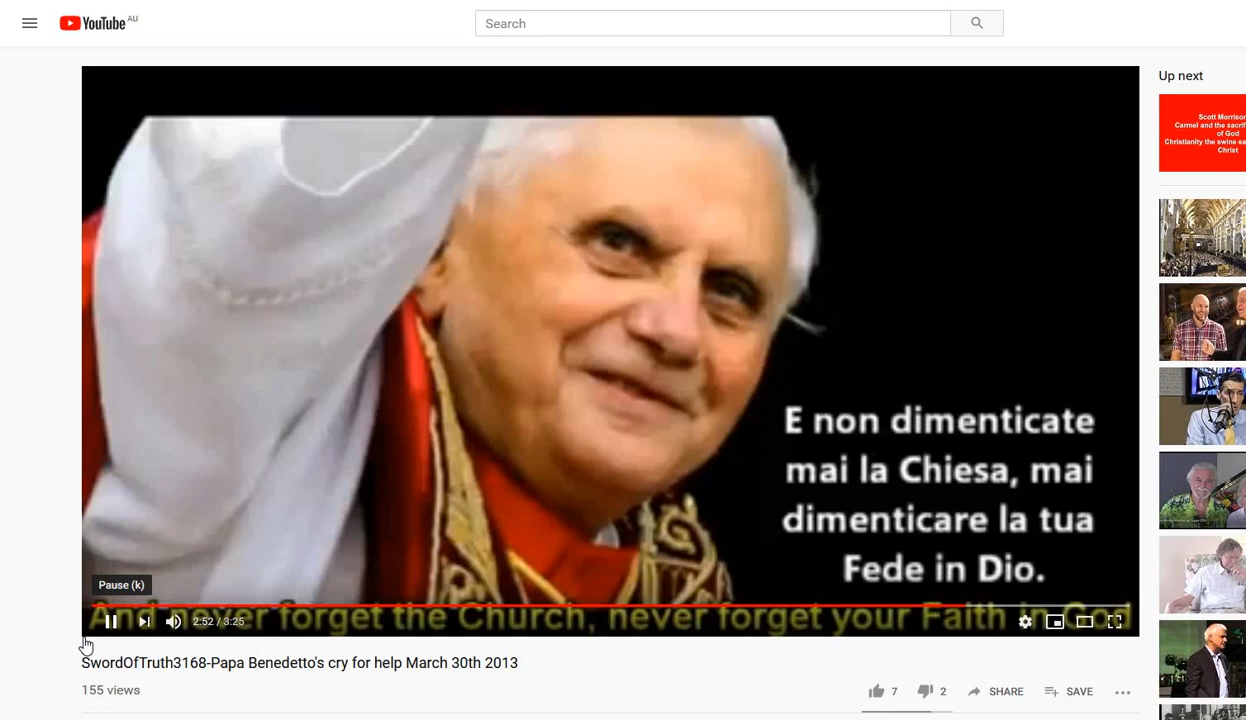 YouTube AU
Search
Up next
Scott Morrison
Carmel and the
of God
Christianity the swine
Christ
E non dimenticate
mai la Chiesa, mai
dimenticare la tua
Fede in Dio.
Pause (k)
And never forget the Church, never forget your Faith in God
2:52 / 3:25
SwordOfTruth3168-Papa Benedetto's cry for help March 30th 2013
155 views
7
2
SHARE
SAVE